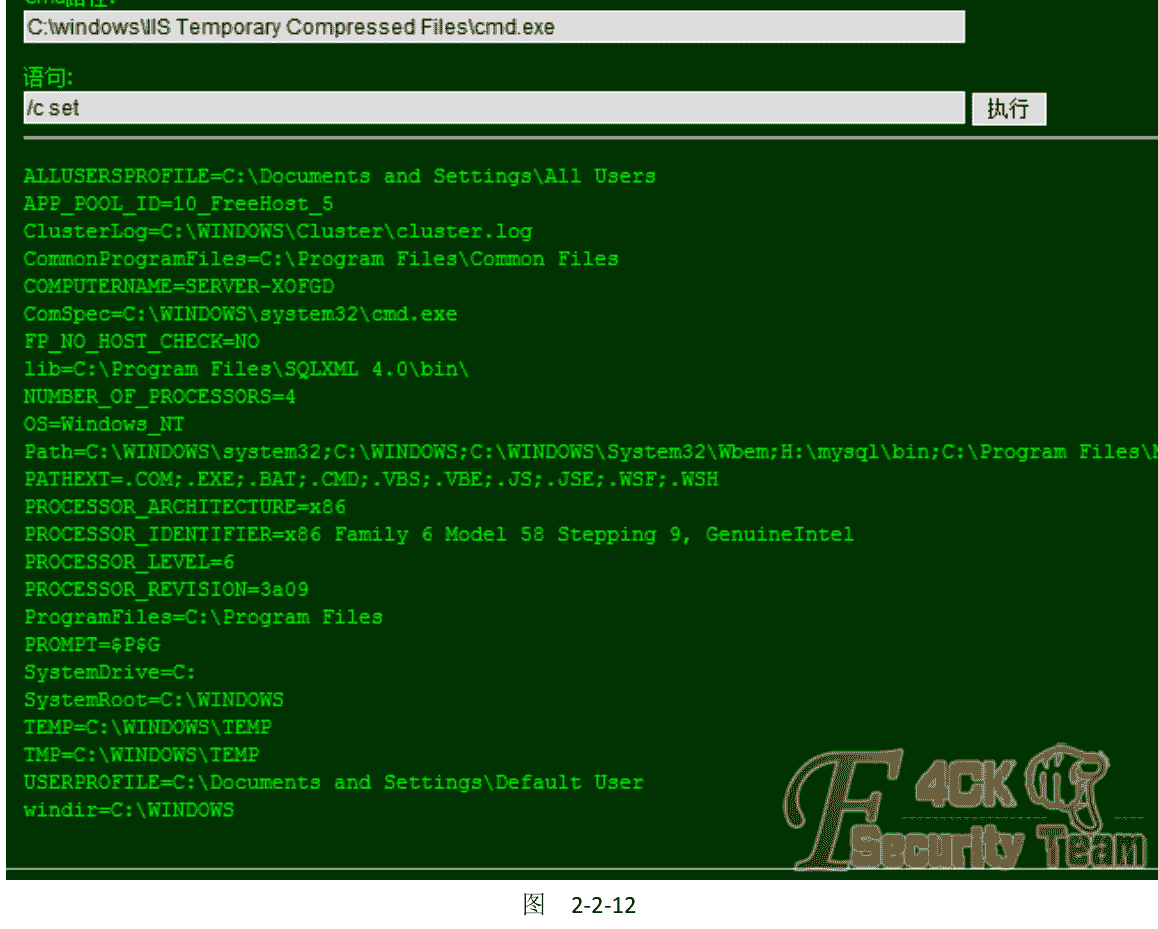 Cmd路径:
C:\windows\IIS Temporary Compressed Files\cmd.exe
语句:
/c set
执行
ALLUSERSPROFILE=C:\Documents and Settings\All Users
APP_POOL_ID=10_FreeHost_5
ClusterLog=C:\WINDOWS\Cluster\cluster.log
CommonProgramFiles=C:\Program Files\Common Files
COMPUTERNAME=SERVER-XOFGD
ComSpec=C:\WINDOWS\system32\cmd.exe
FP_NO_HOST_CHECK=NO
lib=C:\Program Files\SQLXML 4.0\bin\
NUMBER_OF_PROCESSORS=4
OS=Windows_NT
Path=C:\WINDOWS\system32;C:\WINDOWS;C:\WINDOWS\System32\Wbem;H:\mysql\bin;C:\Program Files\
PATHEXT=.COM;.EXE;.BAT;.CMD;.VBS;.VBE;.JS;.JSE;.WSF;.WSH
PROCESSOR_ARCHITECTURE=x86
PROCESSOR_IDENTIFIER=x86 Family 6 Model 58 Stepping 9, GenuineIntel
PROCESSOR_LEVEL=6
PROCESSOR_REVISION=3a09
ProgramFiles=C:\Program Files
PROMPT=$P$G
SystemDrive=C:
SystemRoot=C:\WINDOWS
TEMP=C:\WINDOWS\TEMP
TMP=C:\WINDOWS\TEMP
USERPROFILE=C:\Documents and Settings\Default User
windir=C:\WINDOWS
F4CK
Security Team
图 2-2-12